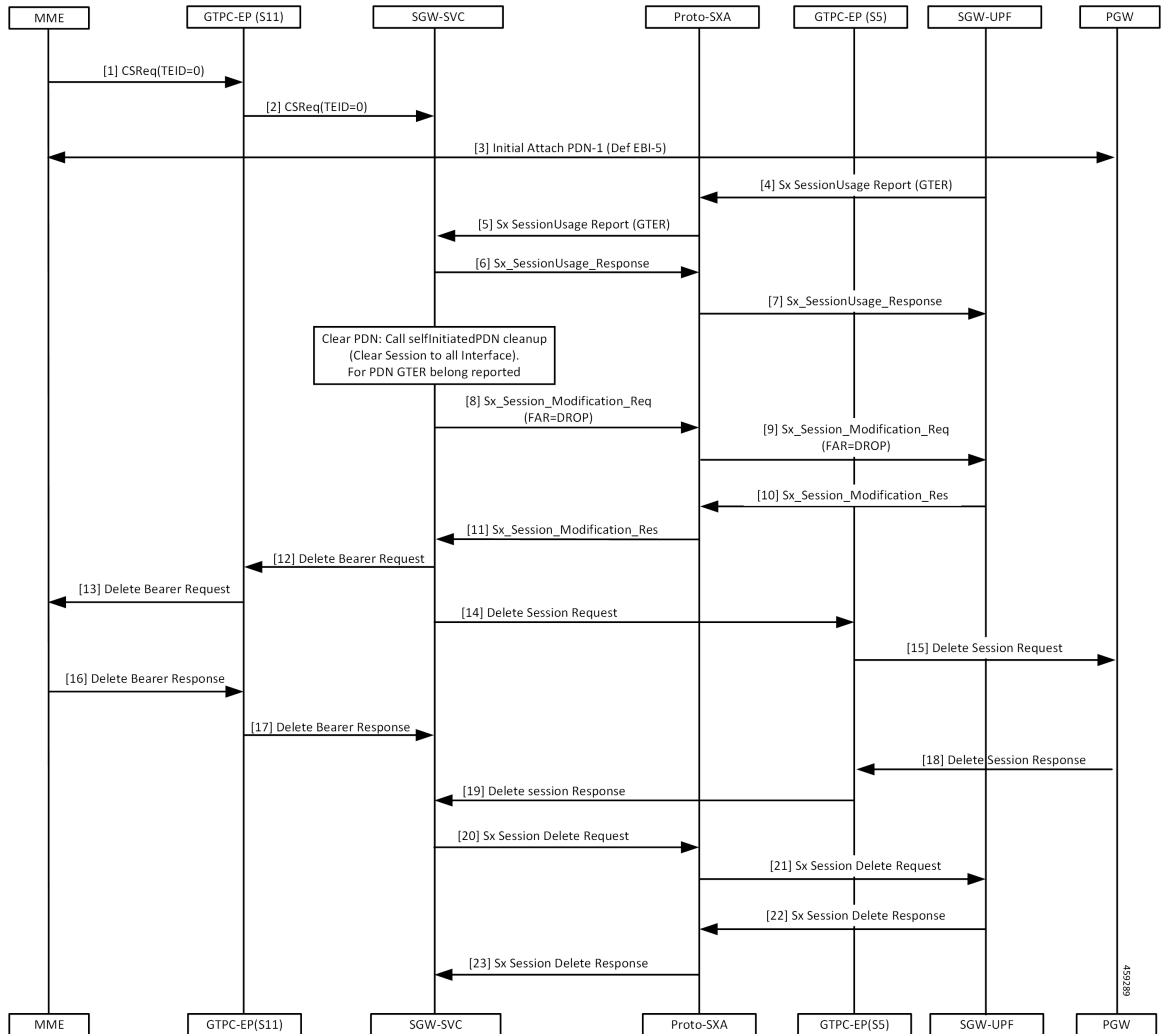 MME
GTPC-EP (S11)
SGW-SVC
Proto-SXA
GTPC-EP (S5)
SGW-UPF
PGW
[1] CSReq(TEID=0)
[2] CSReq(TEID=0)
[3] Initial Attach PDN-1 (Def EBI-5)
[4] Sx SessionUsage Report (GTER)
[5] Sx SessionUsage Report (GTER)
[6] Sx_SessionUsage_Response
[7] Sx_SessionUsage_Response
Clear PDN: Call selfInitiatedPDN cleanup
(Clear Session to all Interface).
For PDN GTER belong reported
[8] Sx_Session_Modification_Req
(FAR=DROP)
[9] Sx_Session_Modification_Req
(FAR=DROP)
[10] Sx_Session_Modification_Res
[11] Sx_Session_Modification_Res
[12] Delete Bearer Request
[13] Delete Bearer Request
[14] Delete Session Request
[15] Delete Session Request
[16] Delete Bearer Response
[17] Delete Bearer Response
[18] Delete Session Response
[19] Delete session Response
[20] Sx Session Delete Request
[21] Sx Session Delete Request
[22] Sx Session Delete Response
[23] Sx Session Delete Response
459289
MME
GTPC-EP(S11)
SGW-SVC
Proto-SXA
GTPC-EP(S5)
SGW-UPF
PGW